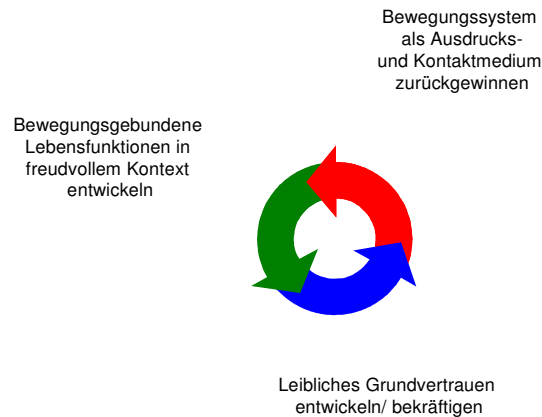 Bewegungssystem
als Ausdrucks-
und Kontaktmedium
zurückgewinnen
Bewegungsgebundene
Lebensfunktionen in
freudvollem Kontext
entwickeln
Leibliches Grundvertrauen
entwickeln/ bekräftigen